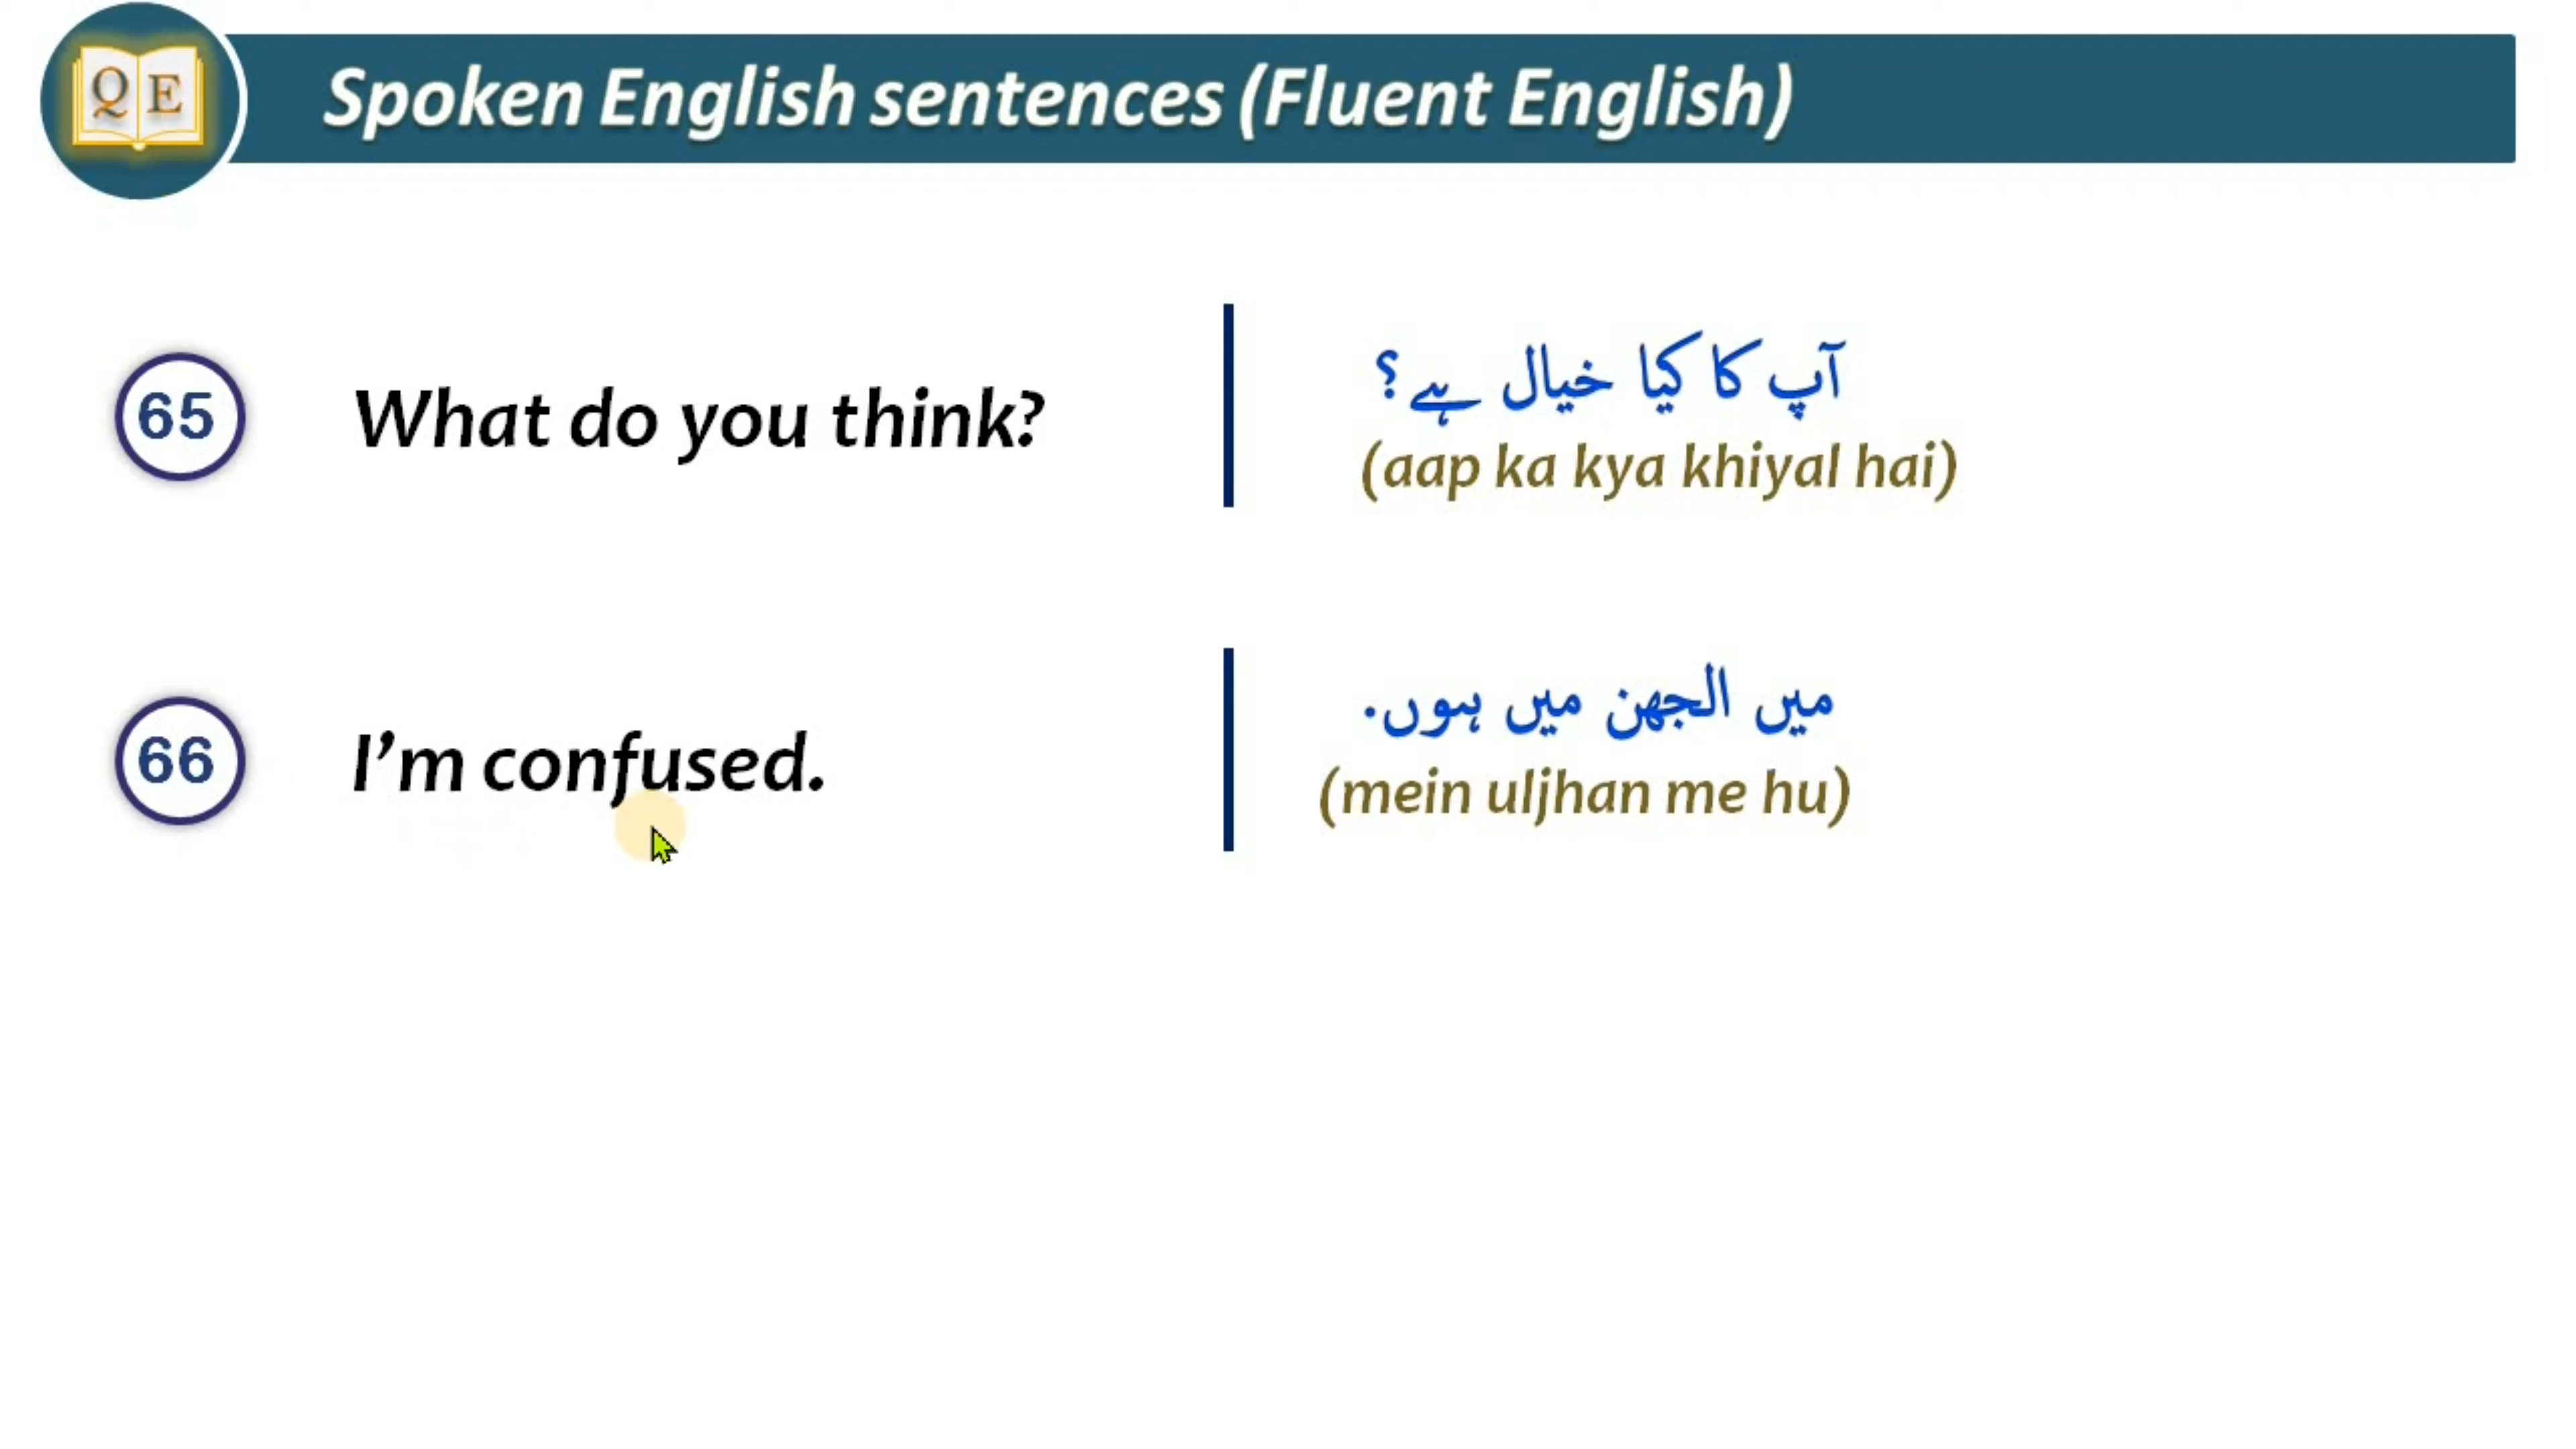 Q E
Spoken English sentences (Fluent English)
65
What do you think?
آپ کا کیا خیال ہے؟
(aap ka kya khiyal hai)
66
I'm confused.
میں الجھن میں ہوں.
(mein uljhan me hu)